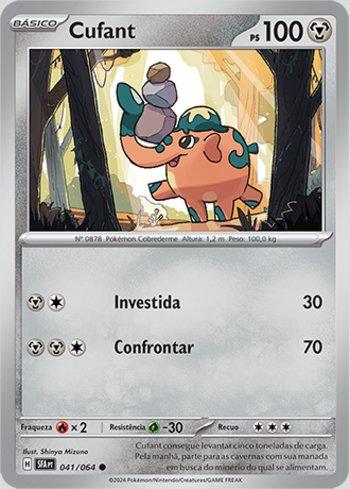 BÁSICO Cufant PS 100
Nº 0878 Pokémon Cobrederme Altura: 1,2 m Peso: 100,0 kg
Investida 30
Confrontar 70
Fraqueza ×2 Resistência -30 Recuo
Ilust. Shinya Mizuno
H SFA PT 041/064
Cufant consegue levantar cinco toneladas de carga.
Pela manhã, parte para as cavernas com sua manada
em busca do minério do qual se alimentam.
©2024 Pokémon/Nintendo/Creatures/GAME FREAK